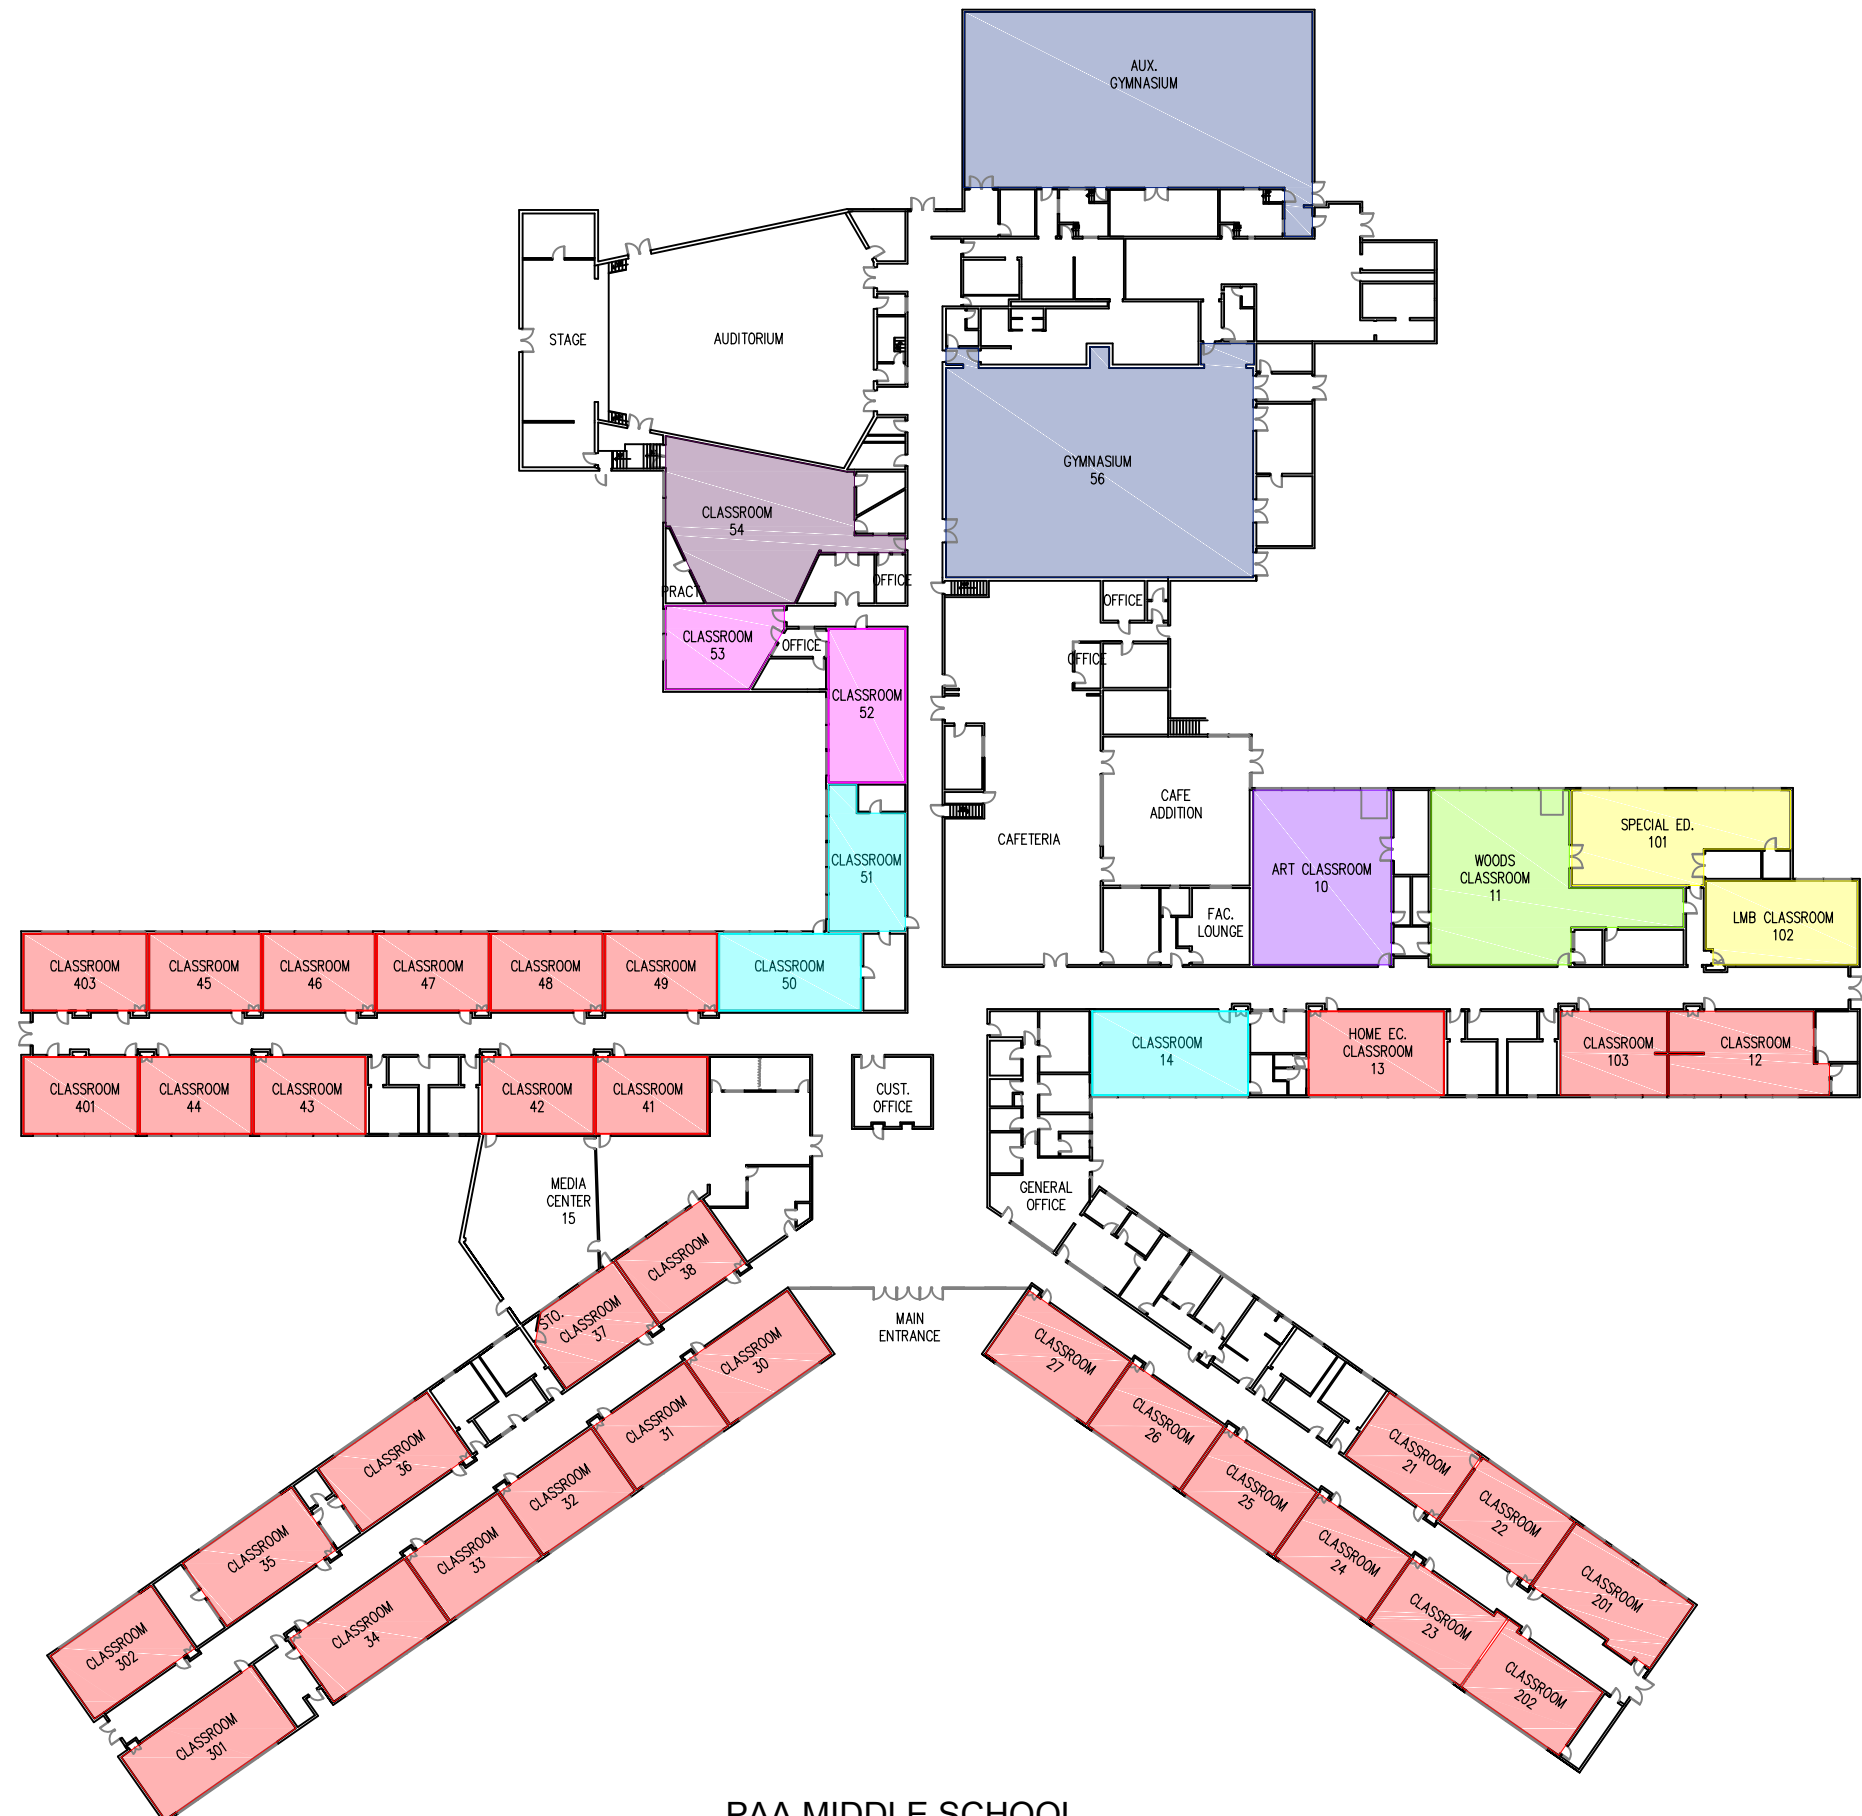 AUX.
GYMNASIUM
STAGE
AUDITORIUM
GYMNASIUM
56
CLASSROOM
54
PRACT
OFFICE
OFFICE
CLASSROOM
53
OFFICE
OFFICE
CLASSROOM
52
CAFE
ADDITION
CAFETERIA
SPECIAL ED.
101
CLASSROOM
51
ART CLASSROOM
10
WOODS
CLASSROOM
11
FAC.
LOUNGE
LMB CLASSROOM
102
CLASSROOM
403
CLASSROOM
45
CLASSROOM
46
CLASSROOM
47
CLASSROOM
48
CLASSROOM
49
CLASSROOM
50
CLASSROOM
14
HOME EC.
CLASSROOM
13
CLASSROOM
103
CLASSROOM
12
CLASSROOM
401
CLASSROOM
44
CLASSROOM
43
CLASSROOM
42
CLASSROOM
41
CUST.
OFFICE
MEDIA
CENTER
15
GENERAL
OFFICE
CLASSROOM
38
STO.
CLASSROOM
37
MAIN
ENTRANCE
CLASSROOM
30
CLASSROOM
27
CLASSROOM
31
CLASSROOM
26
CLASSROOM
36
CLASSROOM
21
CLASSROOM
32
CLASSROOM
25
CLASSROOM
22
CLASSROOM
35
CLASSROOM
33
CLASSROOM
24
CLASSROOM
201
CLASSROOM
34
CLASSROOM
23
CLASSROOM
302
CLASSROOM
202
CLASSROOM
301
PAA MIDDLE SCHOOL